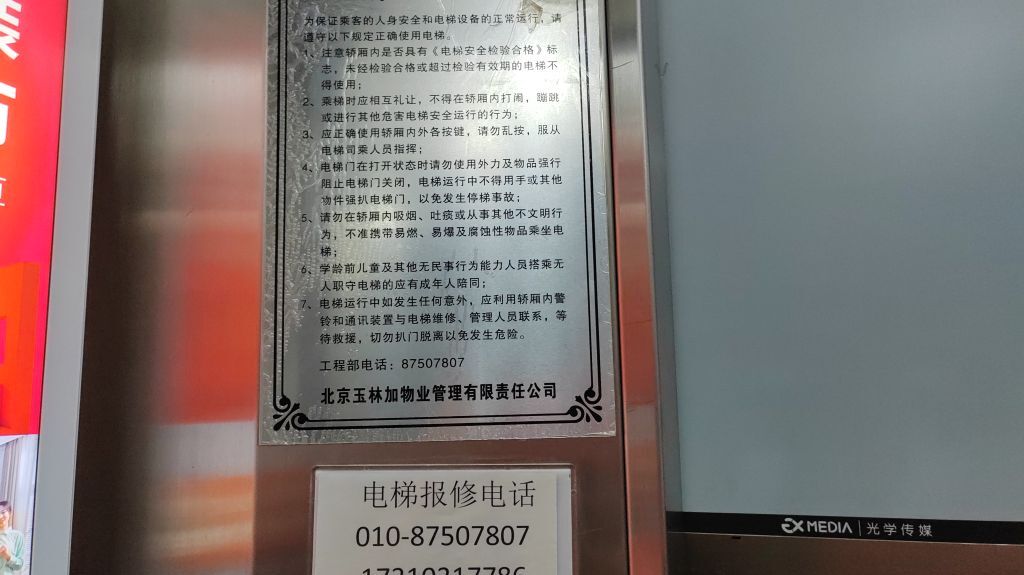 为保证乘客的人身安全和电梯设备的正常运行，请
遵守以下规定正确使用电梯。
1、注意轿厢内是否具有《电梯安全检验合格》标
志，未经检验合格或超过检验有效期的电梯不
得使用；
2、乘梯时应相互礼让，不得在轿厢内打闹，蹦跳
或进行其他危害电梯安全运行的行为；
3、应正确使用轿厢内外各按键，请勿乱按，服从
电梯司乘人员指挥；
4、电梯门在打开状态时请勿使用外力及物品强行
阻止电梯门关闭，电梯运行中不得用手或其他
物件强扒电梯门，以免发生停梯事故；
5、请勿在轿厢内吸烟、吐痰或从事其他不文明行
为，不准携带易燃、易爆及腐蚀性物品乘坐电
梯；
6、学龄前儿童及其他无民事行为能力人员搭乘无
人职守电梯的应有成年人陪同；
7、电梯运行中如发生任何意外，应利用轿厢内警
铃和通讯装置与电梯维修、管理人员联系，等
待救援，切勿扒门脱离以免发生危险。
工程部电话：87507807
北京玉林加物业管理有限责任公司
电梯报修电话
010-87507807
17310217786
GX MEDIA | 光学传媒